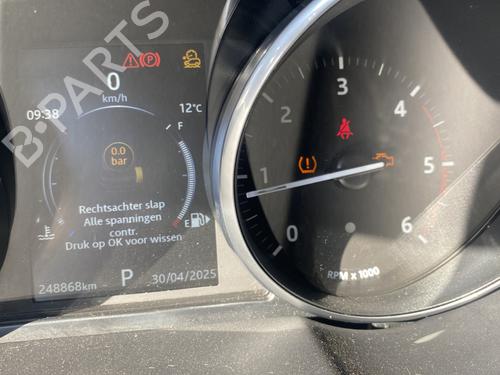 0
km/h
09:38
12°c
F
0.0
bar
E
Rechtsachter slap
Alle spanningen
contr.
Druk op OK voor wissen
248868km
P
30/04/2025
0
1
2
3
4
5
6
RPM x 1000
B-PARTS